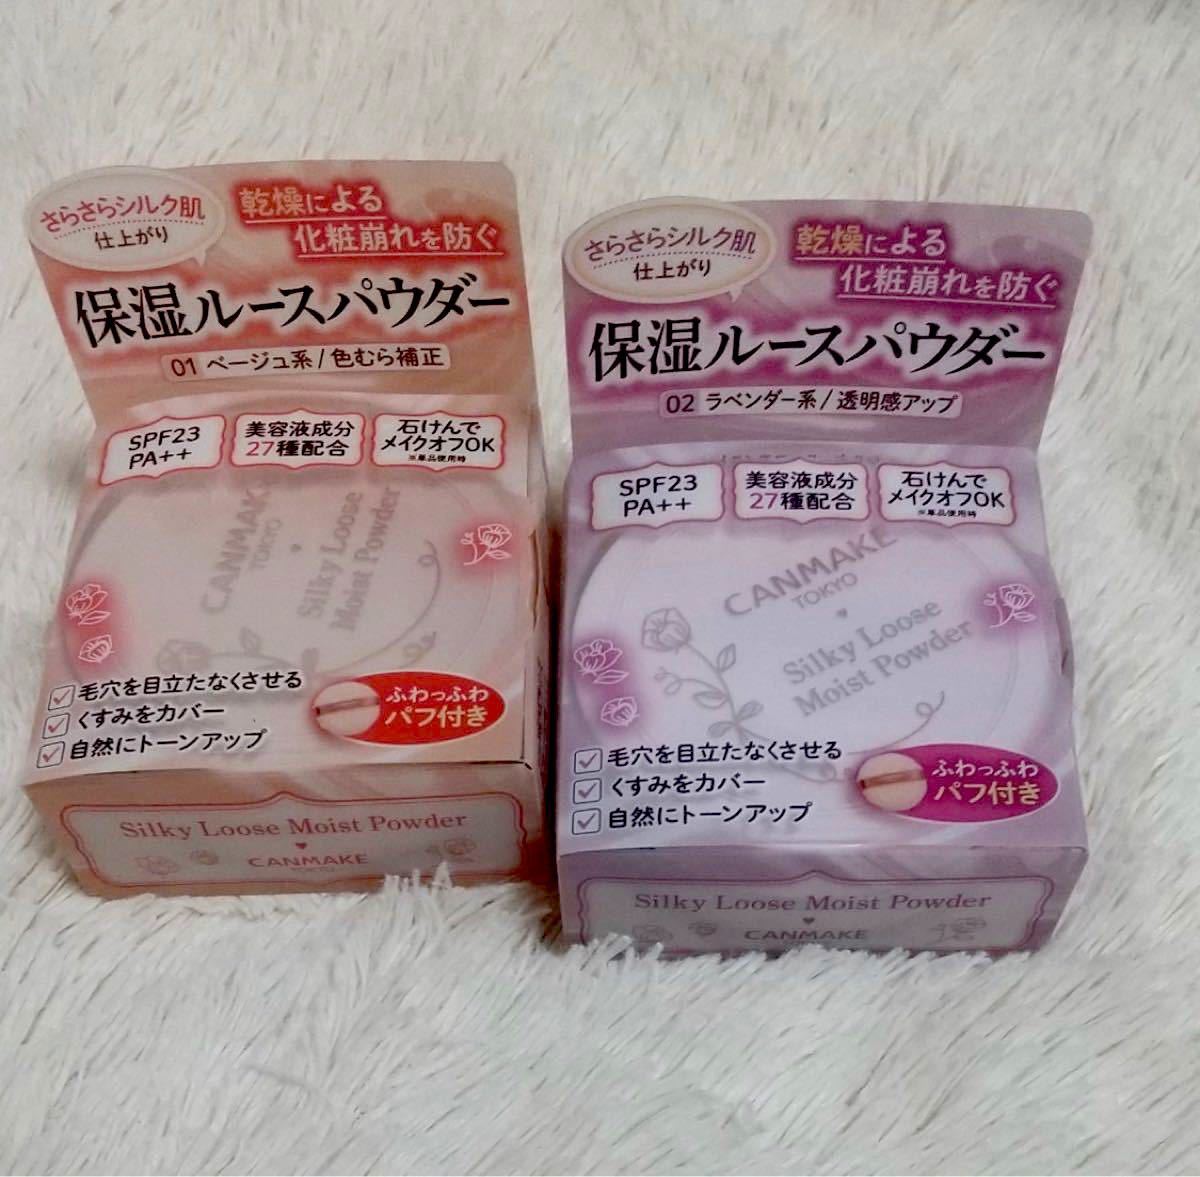 さらさらシルク肌
仕上がり
乾燥による
化粧崩れを防ぐ
保湿ルースパウダー
01 ベージュ系/色むら補正
SPF23
PA++
美容液成分
27種配合
石けんで
メイクオフOK
※単品使用時
CANMAKE
TOKYO
Silky Loose
Moist Powder
毛穴を目立たなくさせる
くすみをカバー
自然にトーンアップ
ふわっふわ
パフ付き
Silky Loose Moist Powder
CANMAKE
TOKYO
さらさらシルク肌
仕上がり
乾燥による
化粧崩れを防ぐ
保湿ルースパウダー
02 ラベンダー系/透明感アップ
SPF23
PA++
美容液成分
27種配合
石けんで
メイクオフOK
※単品使用時
CANMAKE
TOKYO
Silky Loose
Moist Powder
毛穴を目立たなくさせる
くすみをカバー
自然にトーンアップ
ふわっふわ
パフ付き
Silky Loose Moist Powder
CANMAKE